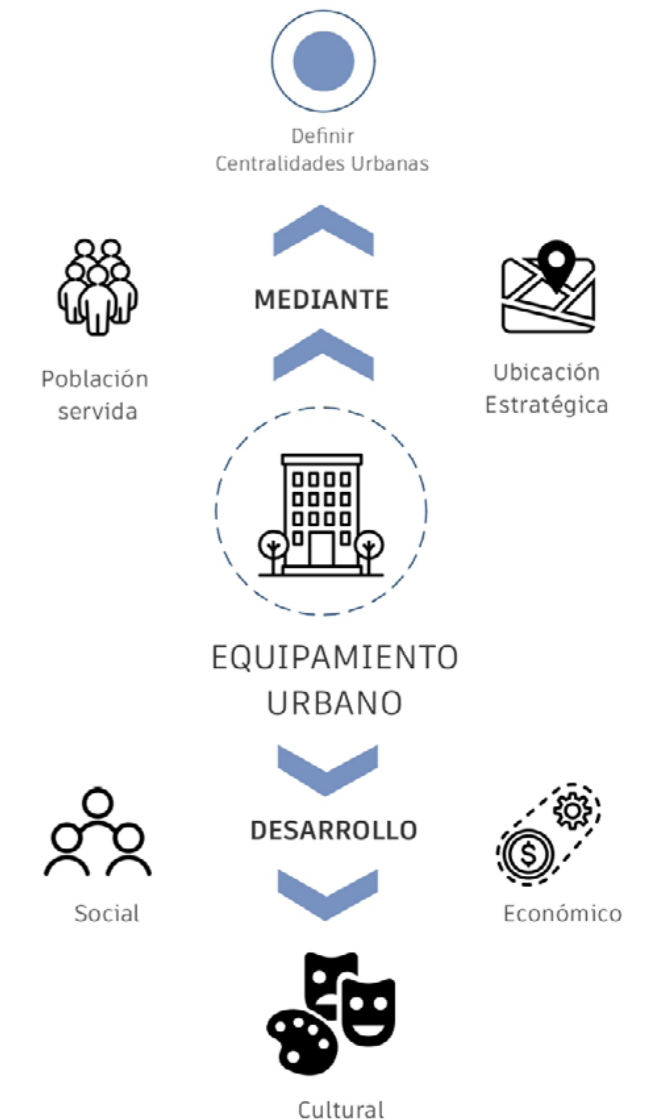 Definir
Centralidades Urbanas
MEDIANTE
Población
servida
Ubicación
Estratégica
EQUIPAMIENTO
URBANO
DESARROLLO
Social
$
Económico
Cultural